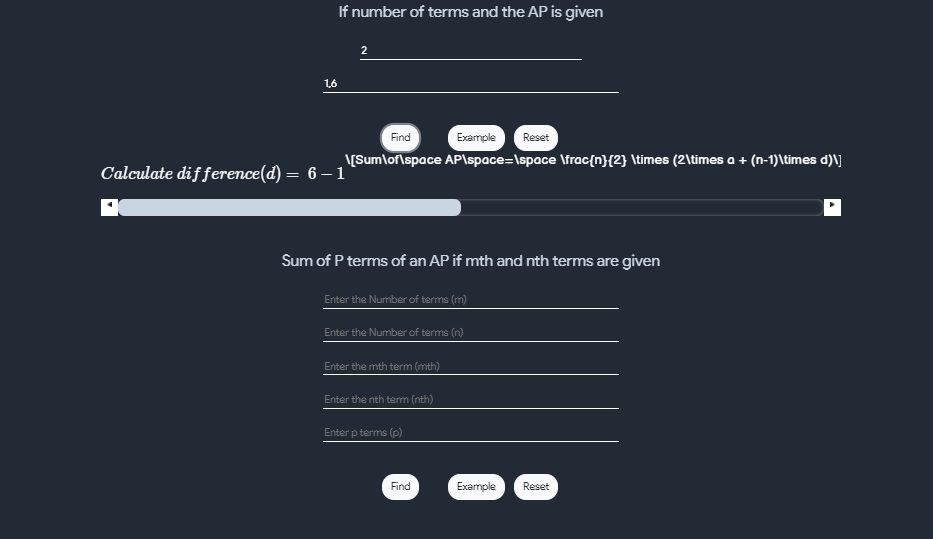 If number of terms and the AP is given
2
1,6
Find Example Reset
Calculate difference(d) = 6 − 1 \[Sum\of\space AP\space=\space \frac{n}{2} \times (2\times a + (n-1)\times d)\]
Sum of P terms of an AP if mth and nth terms are given
Enter the Number of terms (m)
Enter the Number of terms (n)
Enter the mth term (mth)
Enter the nth term (nth)
Enter p terms (p)
Find Example Reset